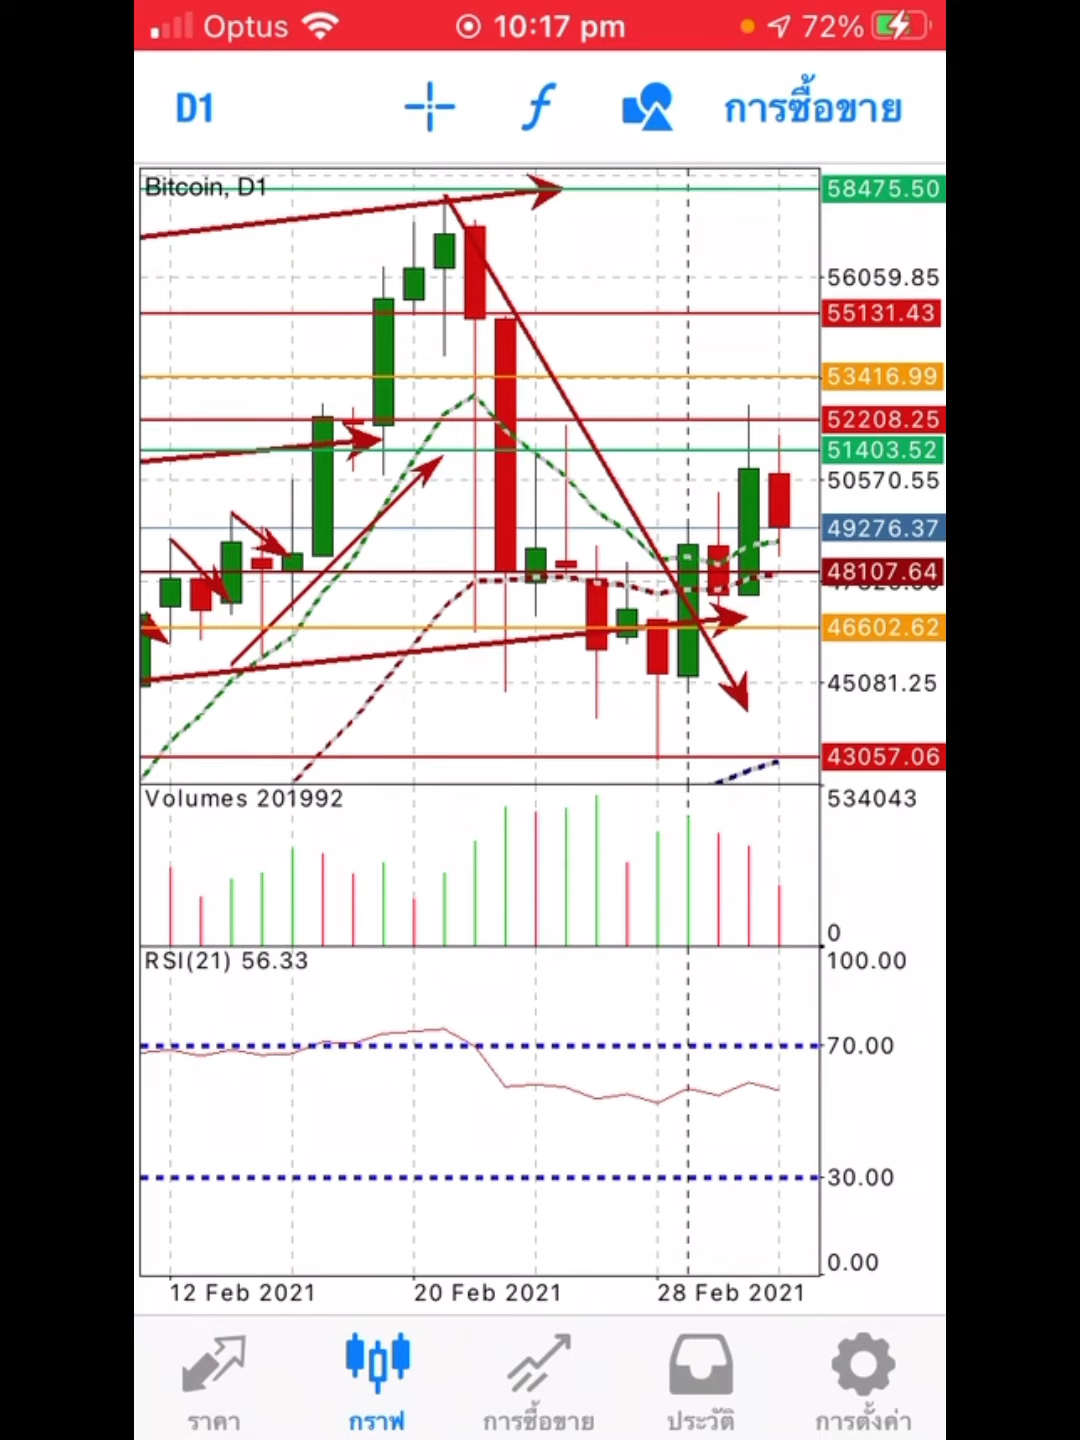 Optus 10:17 pm 72%
D1 f การซื้อขาย
Bitcoin, D1
58475.50
56059.85
55131.43
53416.99
52208.25
51403.52
50570.55
49276.37
48107.64
46602.62
45081.25
43057.06
Volumes 201992
534043
0
RSI(21) 56.33
100.00
70.00
30.00
0.00
12 Feb 2021 20 Feb 2021 28 Feb 2021
ราคา กราฟ การซื้อขาย ประวัติ การตั้งค่า